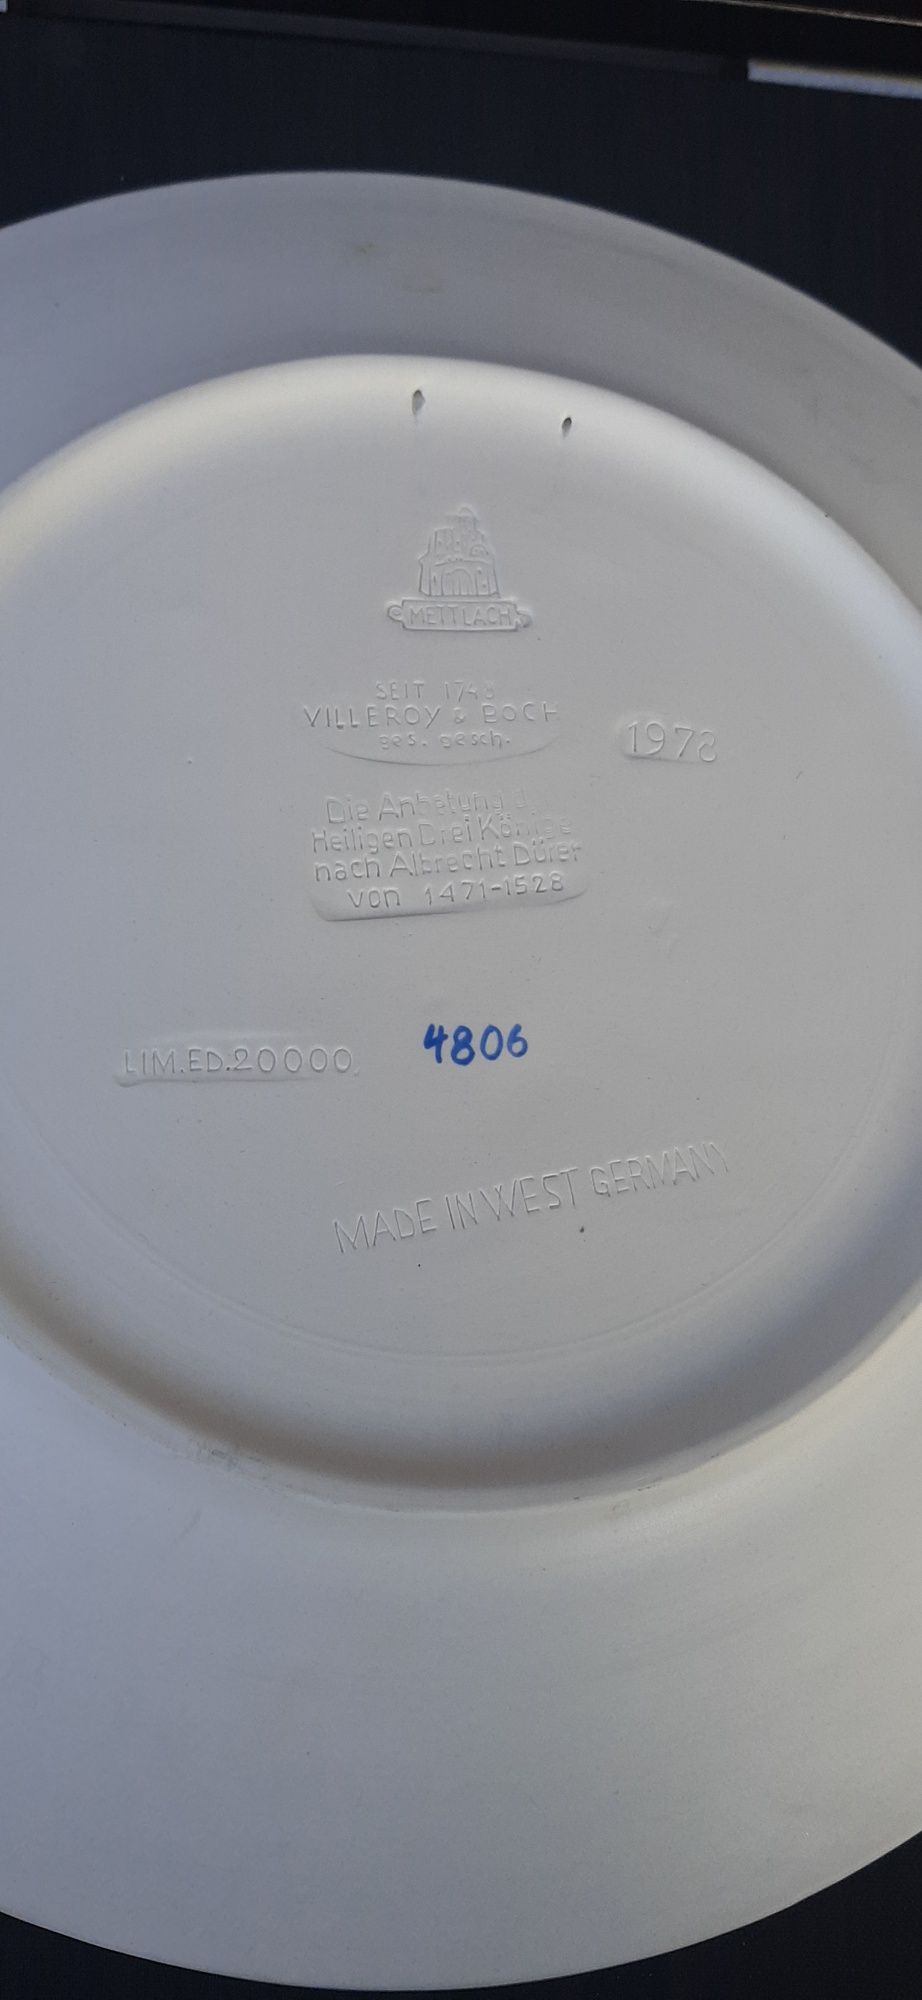 METTLACH
SEIT 1748
VILLEROY & BOCH
ges. gesch.
1978
Die Anbetung d
Heiligen Drei Könige
nach Albrecht Dürer
von 1471-1528
LIM.ED:20000
4806
MADE IN WEST GERMANY